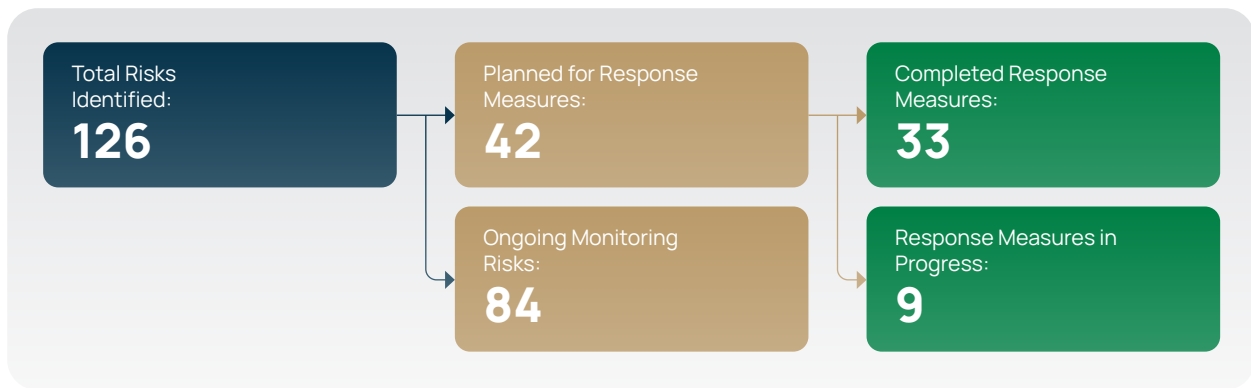 Total Risks
Identified:
126
Planned for Response
Measures:
42
Completed Response
Measures:
33
Ongoing Monitoring
Risks:
84
Response Measures in
Progress:
9